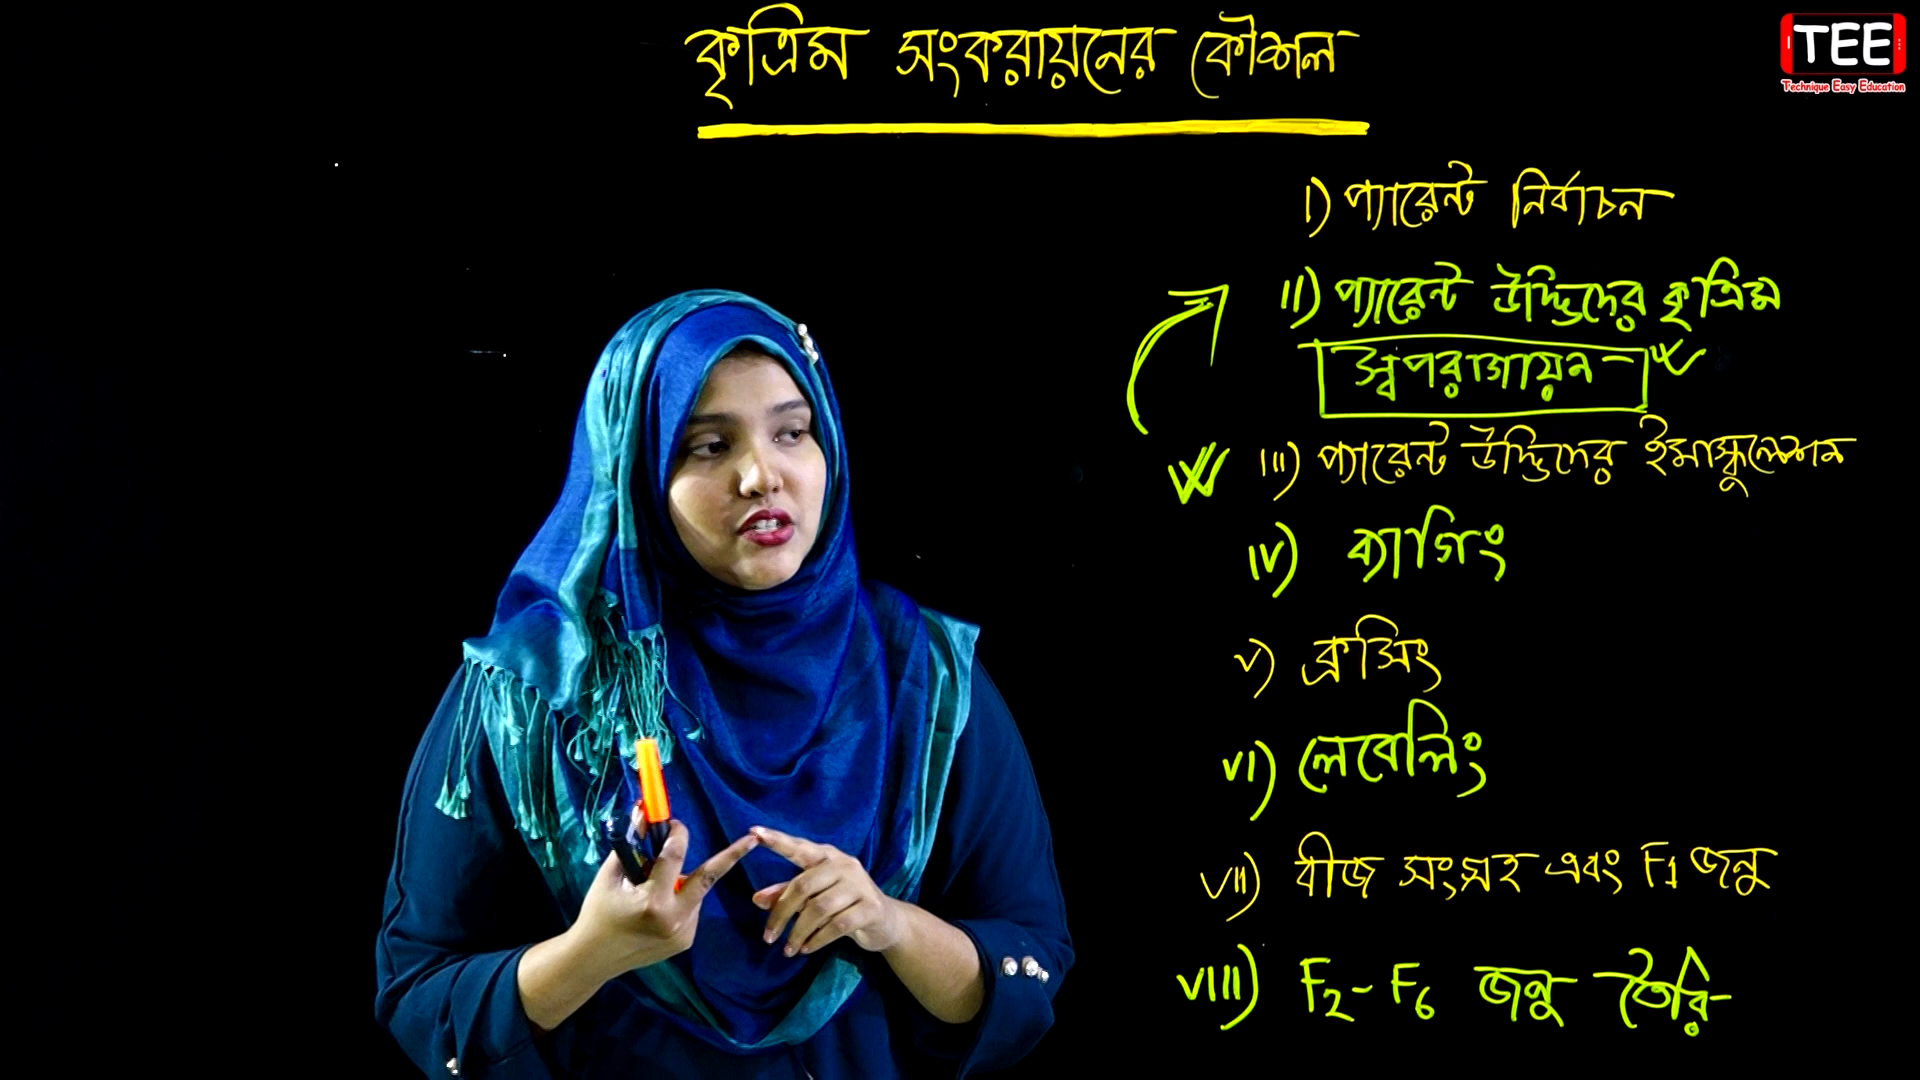 কৃত্রিম সংকরায়নের কৌশল
TEE
Technique Easy Education
i) প্যারেন্ট নির্বাচন
ii) প্যারেন্ট উদ্ভিদের কৃত্রিম
স্বপরাগায়ন
iii) প্যারেন্ট উদ্ভিদের ইমাস্কুলেশান
iv) ব্যাগিং
v) ক্রসিং
vi) লেবেলিং
vii) বীজ সংগ্রহ এবং F1 জনু
viii) F2 - F6 জনু তৈরি